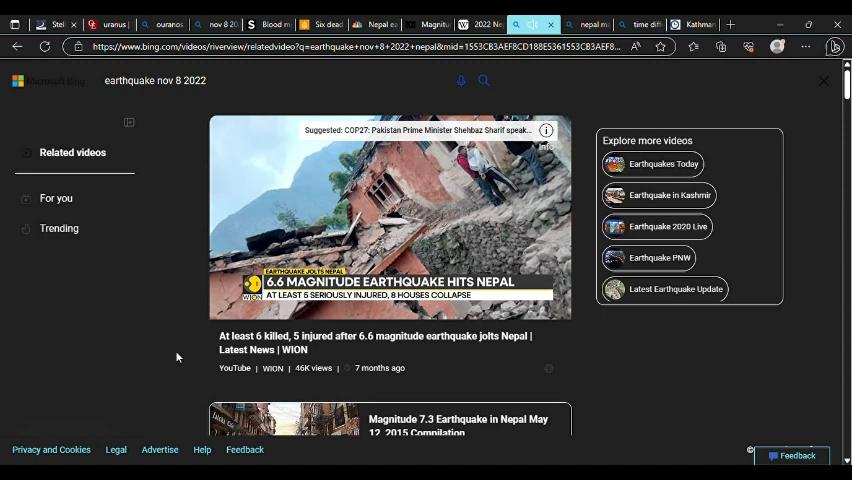 Stel
uranus |
ouranos
nov 8 20
Blood m
Six dead
Nepal ea
Magnitu
2022 Ne
nepal ma
time diff
Kathman
https://www.bing.com/videos/riverview/relatedvideo?q=earthquake+nov+8+2022+nepal&mid=1553CB3AEF8CD188E5361553CB3AEF8...
Microsoft Bing
earthquake nov 8 2022
Related videos
For you
Trending
Suggested: COP27: Pakistan Prime Minister Shehbaz Sharif speak...
Info
EARTHQUAKE JOLTS NEPAL
6.6 MAGNITUDE EARTHQUAKE HITS NEPAL
WION
AT LEAST 5 SERIOUSLY INJURED, 8 HOUSES COLLAPSE
At least 6 killed, 5 injured after 6.6 magnitude earthquake jolts Nepal |
Latest News | WION
YouTube | WION | 46K views | 7 months ago
Explore more videos
Earthquakes Today
Earthquake in Kashmir
Earthquake 2020 Live
Earthquake PNW
Latest Earthquake Update
Magnitude 7.3 Earthquake in Nepal May
12, 2015 Compilation
Privacy and Cookies
Legal
Advertise
Help
Feedback
©
Feedback